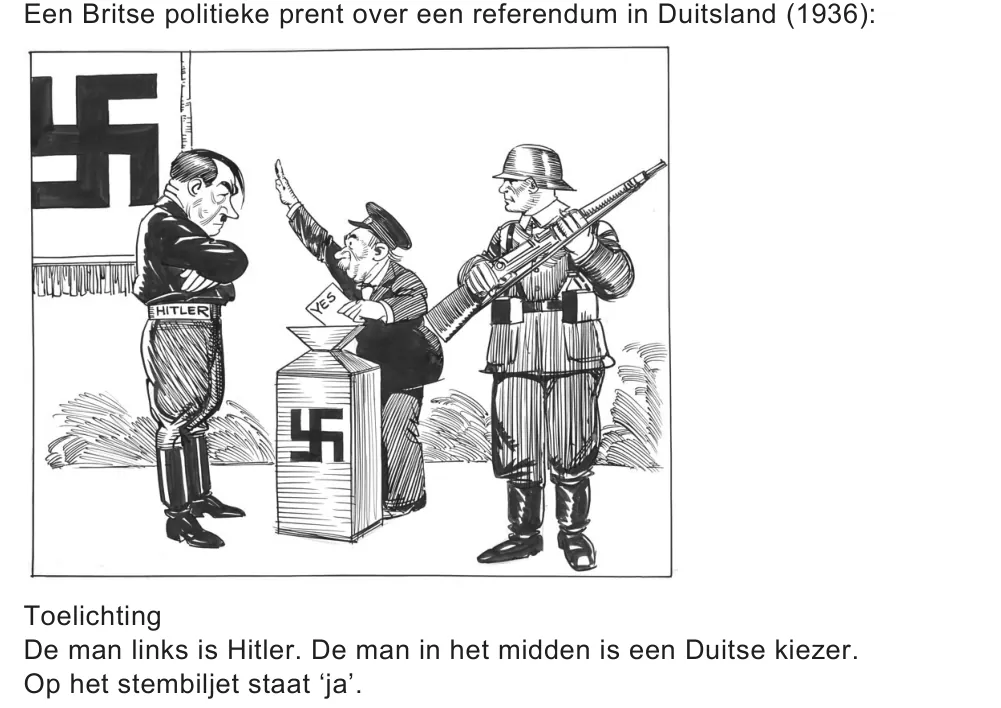 Een Britse politieke prent over een referendum in Duitsland (1936):
YES
HITLER
Toelichting
De man links is Hitler. De man in het midden is een Duitse kiezer.
Op het stembiljet staat ‘ja’.